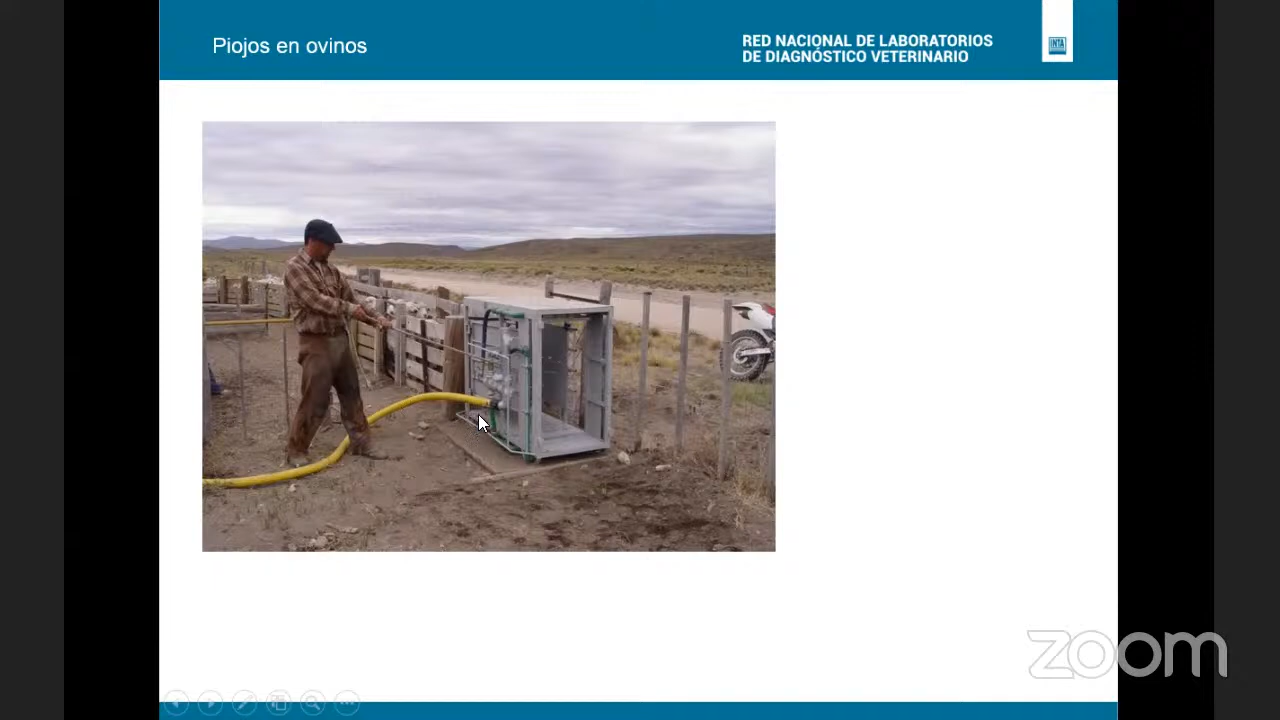 Piojos en ovinos
RED NACIONAL DE LABORATORIOS
DE DIAGNÓSTICO VETERINARIO
INTA
zoom